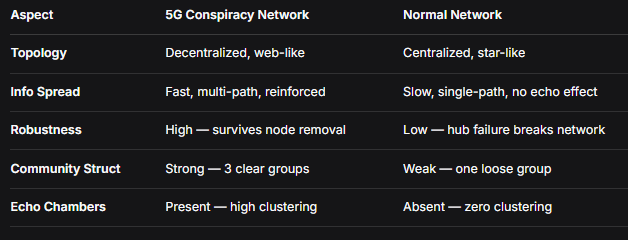 Aspect 5G Conspiracy Network Normal Network
Topology Decentralized, web-like Centralized, star-like
Info Spread Fast, multi-path, reinforced Slow, single-path, no echo effect
Robustness High — survives node removal Low — hub failure breaks network
Community Struct Strong — 3 clear groups Weak — one loose group
Echo Chambers Present — high clustering Absent — zero clustering